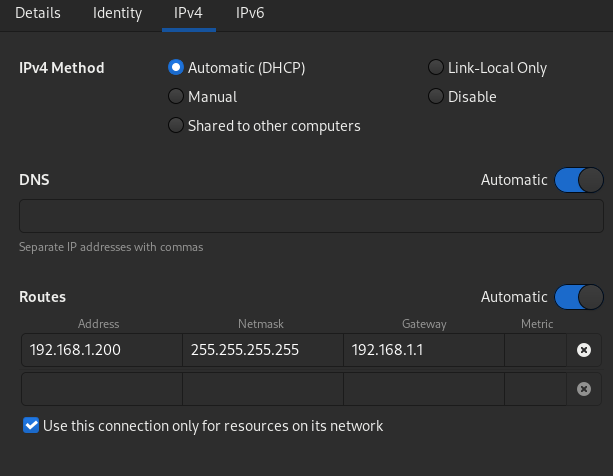 Details Identity IPv4 IPv6
IPv4 Method Automatic (DHCP) Link-Local Only
Manual Disable
Shared to other computers
DNS Automatic
Separate IP addresses with commas
Routes Automatic
Address Netmask Gateway Metric
192.168.1.200 255.255.255.255 192.168.1.1
Use this connection only for resources on its network